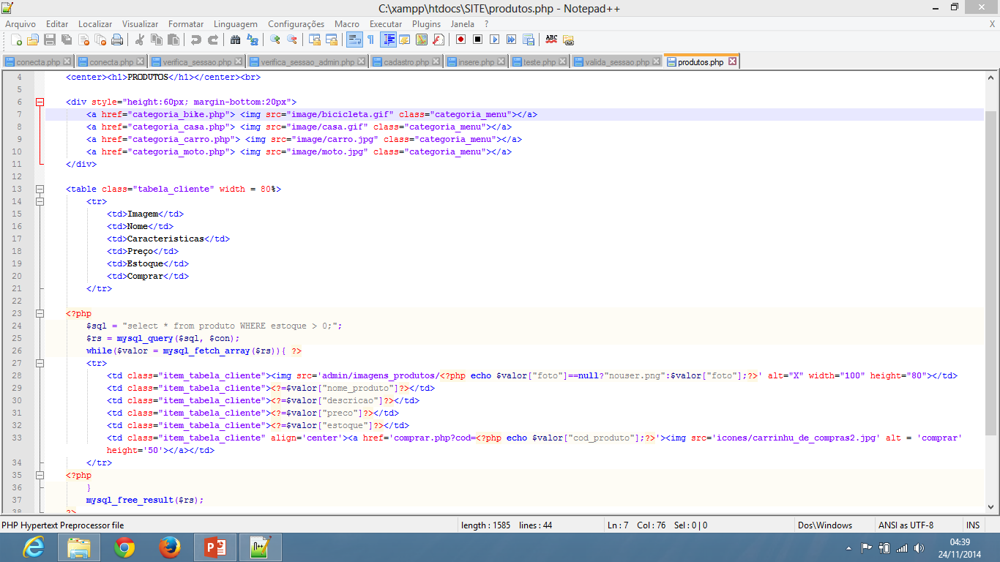 C:\xampp\htdocs\SITE\produtos.php - Notepad++
Arquivo Editar Localizar Visualizar Formatar Linguagem Configurações Macro Executar Plugins Janela ? X
ABC
conecta.php conecta.php verifica_sessao.php verifica_sessao_admin.php cadastro.php insere.php teste.php valida_sessao.php produtos.php
4 <center><h1>PRODUTOS</h1></center><br>
5
6 <div style="height:60px; margin-bottom:20px">
7 <a href="categoria_bike.php"> <img src="image/bicicleta.gif" class="categoria_menu"></a>
8 <a href="categoria_casa.php"> <img src="image/casa.gif" class="categoria_menu"></a>
9 <a href="categoria_carro.php"> <img src="image/carro.jpg" class="categoria_menu"></a>
10 <a href="categoria_moto.php"> <img src="image/moto.jpg" class="categoria_menu"></a>
11 </div>
12
13 <table class="tabela_cliente" width = 80%>
14 <tr>
15 <td>Imagem</td>
16 <td>Nome</td>
17 <td>Caracteristicas</td>
18 <td>Preço</td>
19 <td>Estoque</td>
20 <td>Comprar</td>
21 </tr>
22
23 <?php
24 $sql = "select * from produto WHERE estoque > 0;";
25 $rs = mysql_query($sql, $con);
26 while($valor = mysql_fetch_array($rs)){ ?>
27 <tr>
28 <td class="item_tabela_cliente"><img src='admin/imagens_produtos/<?php echo $valor["foto"]==null?"nouser.png":$valor["foto"];?>' alt="X" width="100" height="80"></td>
29 <td class="item_tabela_cliente"><?=$valor["nome_produto"]?></td>
30 <td class="item_tabela_cliente"><?=$valor["descricao"]?></td>
31 <td class="item_tabela_cliente"><?=$valor["preco"]?></td>
32 <td class="item_tabela_cliente"><?=$valor["estoque"]?></td>
33 <td class="item_tabela_cliente" align='center'><a href='comprar.php?cod=<?php echo $valor["cod_produto"];?>'><img src='icones/carrinhu_de_compras2.jpg' alt = 'comprar'
height='50'></a></td>
34 </tr>
35 <?php
36 }
37 mysql_free_result($rs);
38 ?>
PHP Hypertext Preprocessor file length : 1585 lines : 44 Ln : 7 Col : 76 Sel : 0 | 0 Dos\Windows ANSI as UTF-8 INS
04:39
24/11/2014